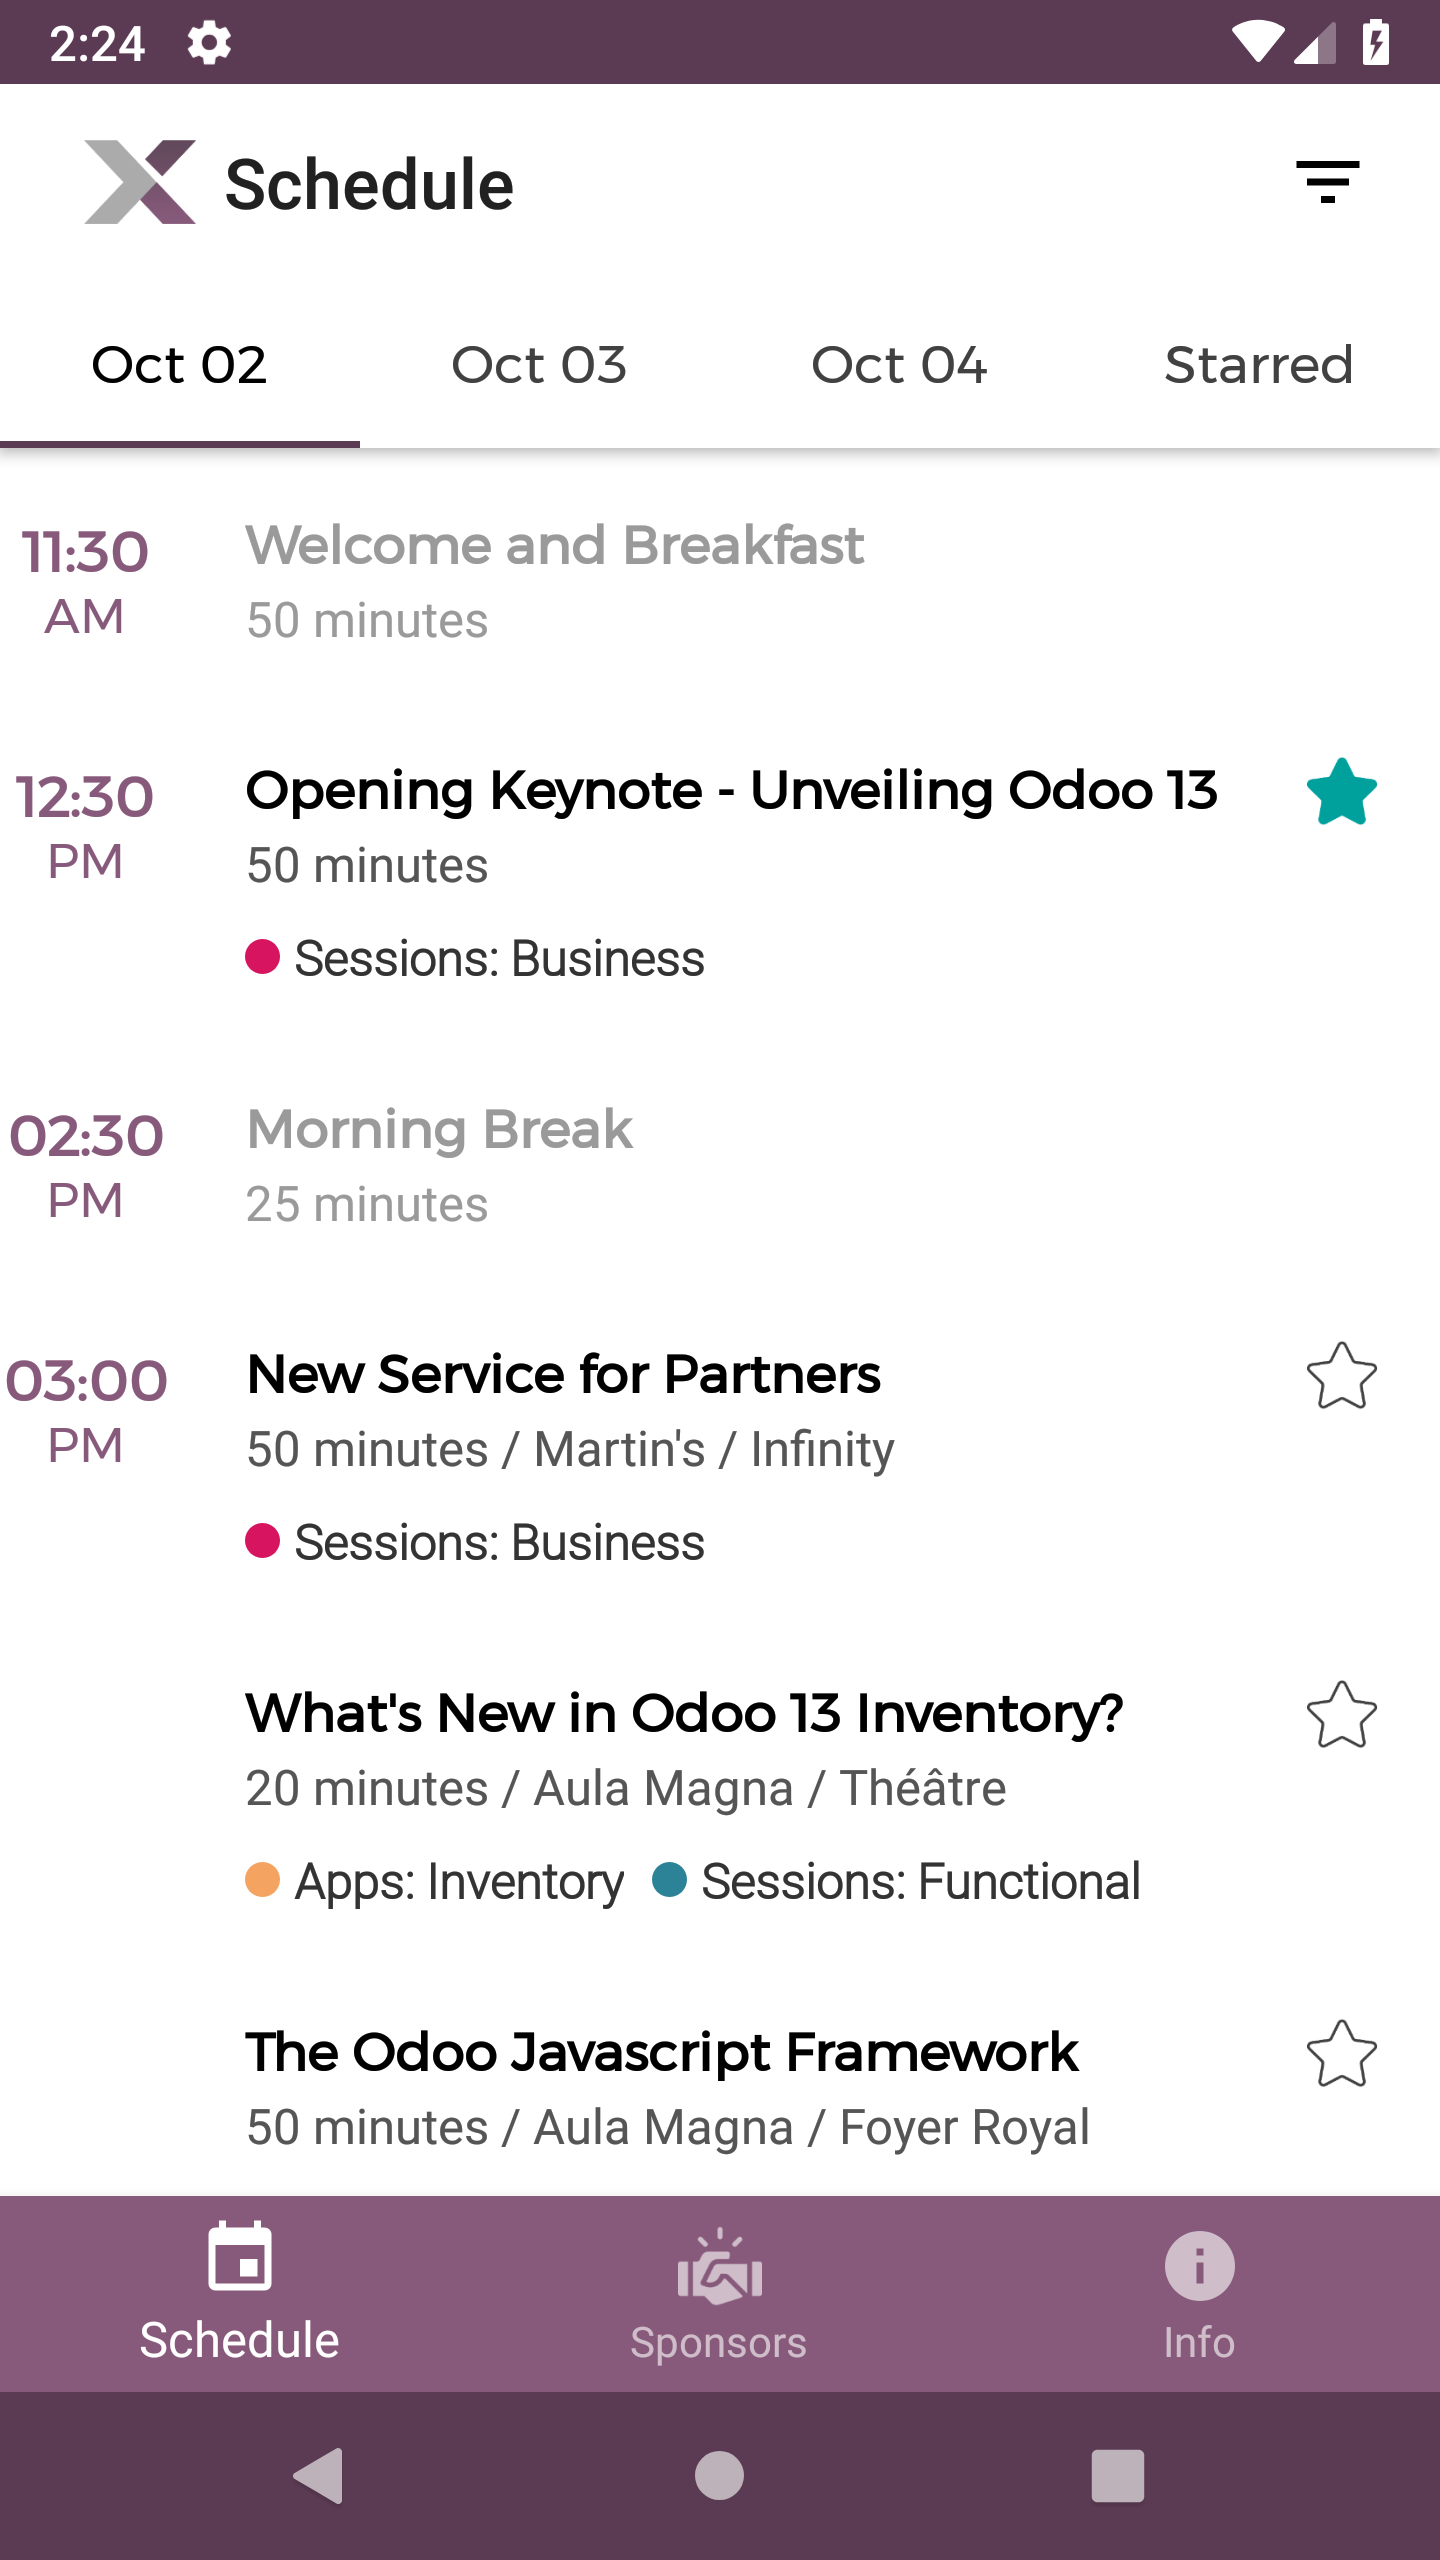 2:24
Schedule
Oct 02 Oct 03 Oct 04 Starred
11:30 AM
Welcome and Breakfast
50 minutes
12:30 PM
Opening Keynote - Unveiling Odoo 13
50 minutes
Sessions: Business
02:30 PM
Morning Break
25 minutes
03:00 PM
New Service for Partners
50 minutes / Martin's / Infinity
Sessions: Business
What's New in Odoo 13 Inventory?
20 minutes / Aula Magna / Théâtre
Apps: Inventory Sessions: Functional
The Odoo Javascript Framework
50 minutes / Aula Magna / Foyer Royal
Schedule Sponsors Info